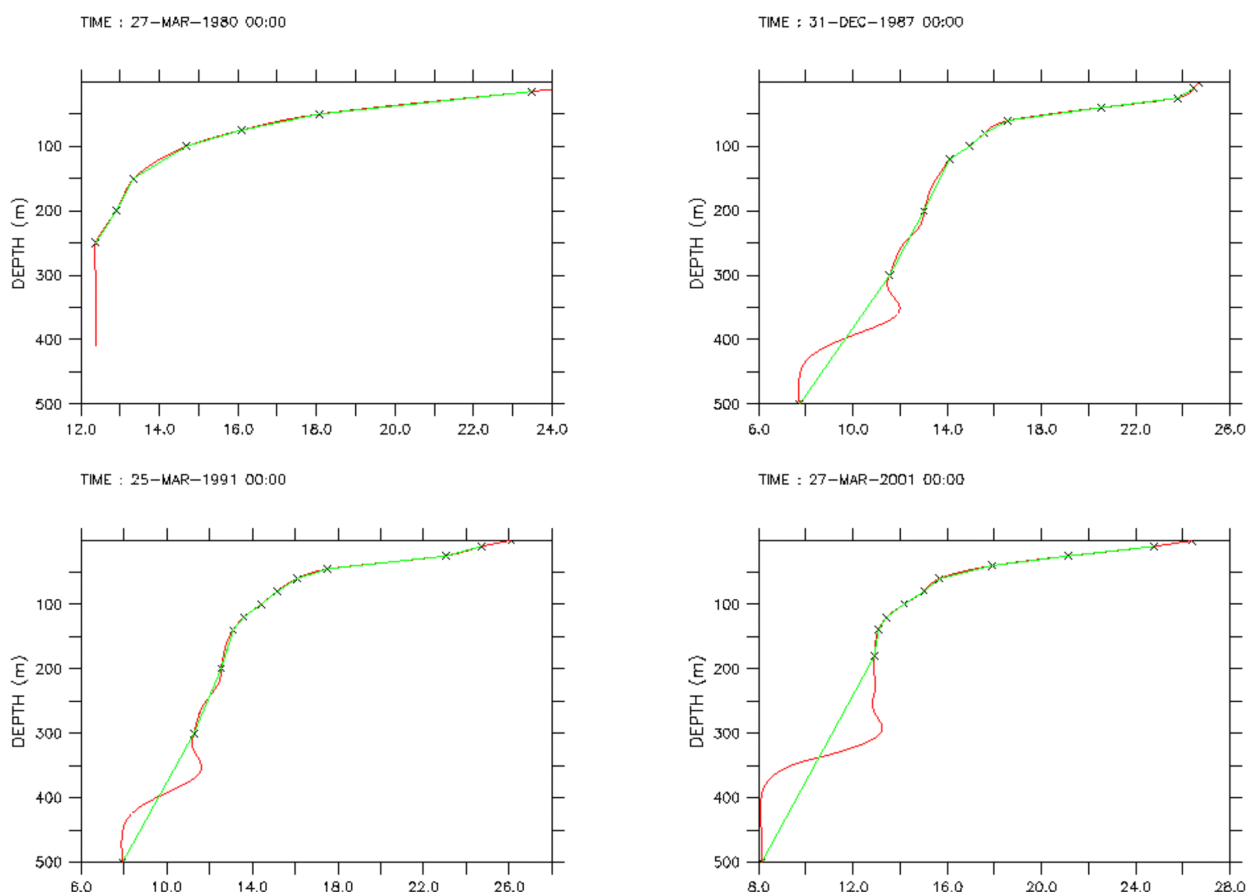 TIME : 27-MAR-1980 00:00
100
200
300
400
500
DEPTH (m)
12.0 14.0 16.0 18.0 20.0 22.0 24.0
TIME : 31-DEC-1987 00:00
100
200
300
400
500
DEPTH (m)
6.0 10.0 14.0 18.0 22.0 26.0
TIME : 25-MAR-1991 00:00
100
200
300
400
500
DEPTH (m)
6.0 10.0 14.0 18.0 22.0 26.0
TIME : 27-MAR-2001 00:00
100
200
300
400
500
DEPTH (m)
8.0 12.0 16.0 20.0 24.0 28.0